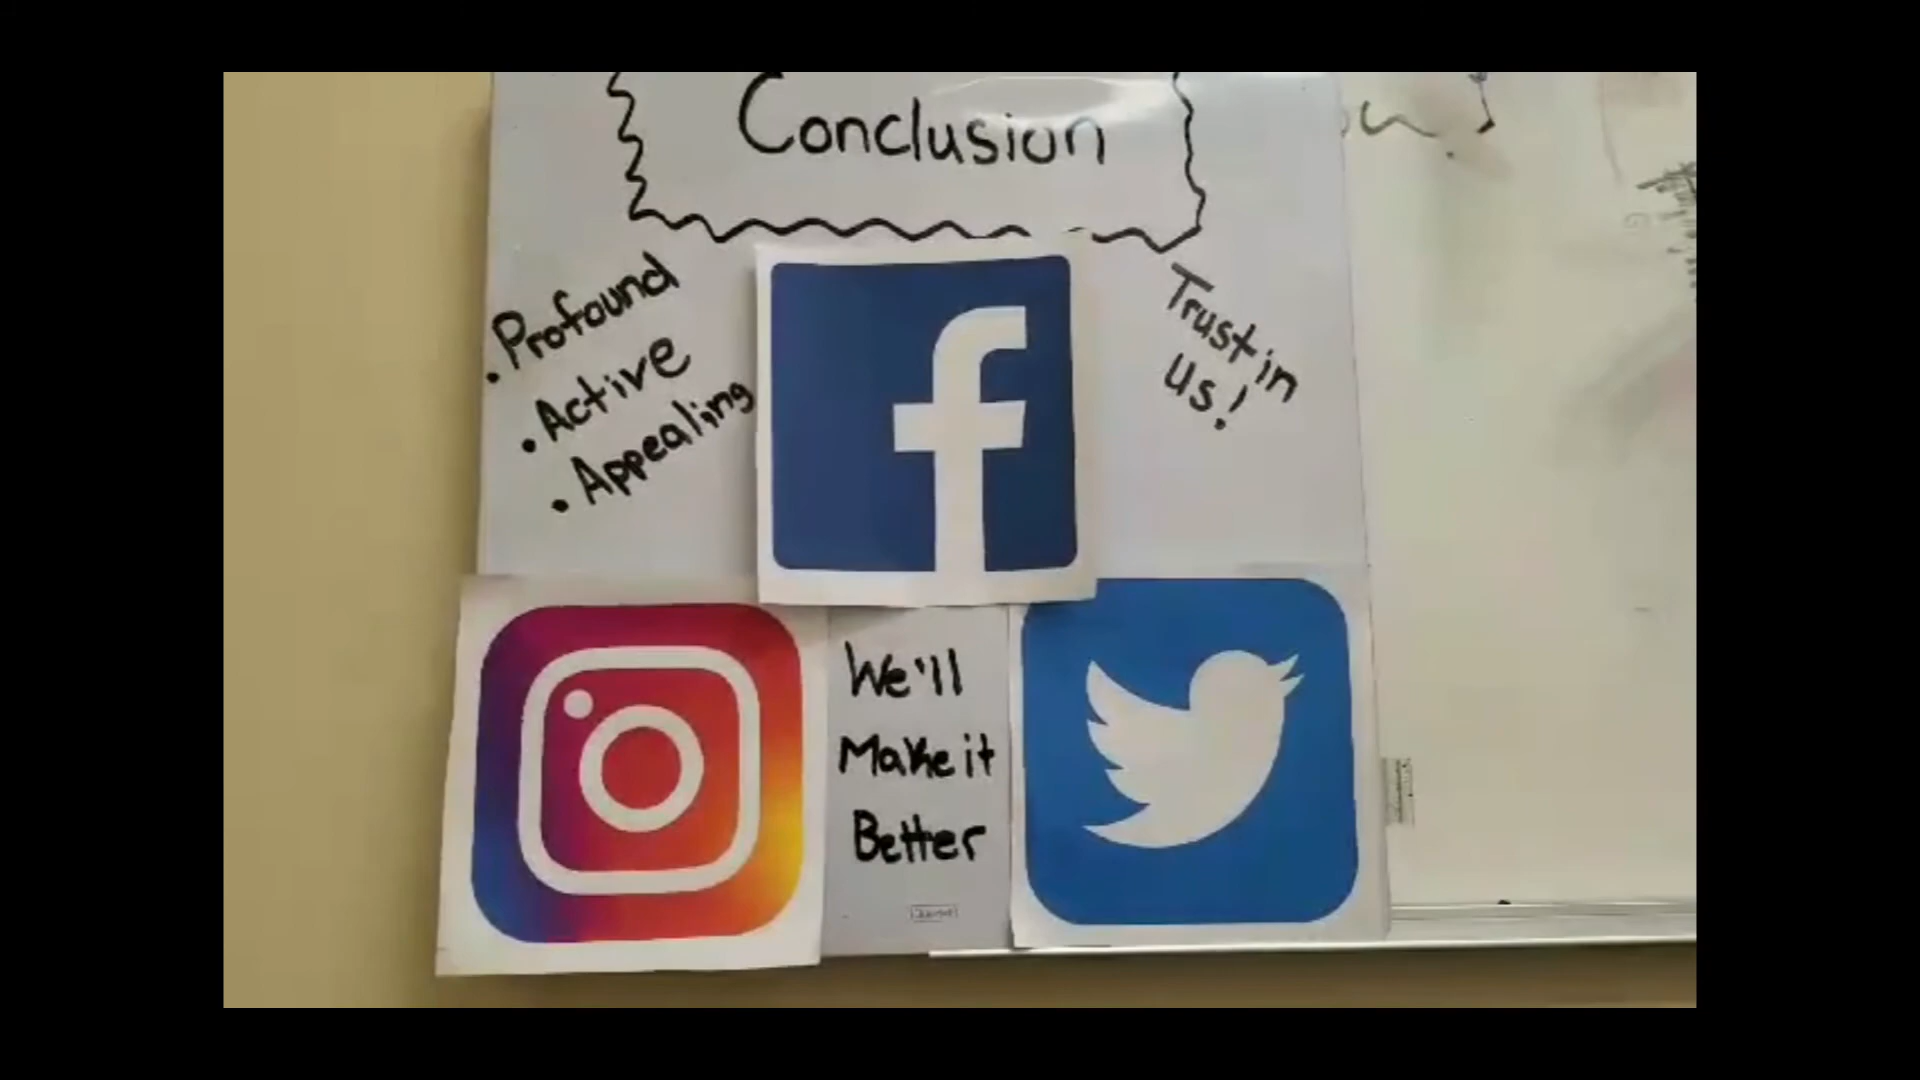 Conclusion
• Profound
• Active
• Appealing
Trust in
us!
We'll
Make it
Better